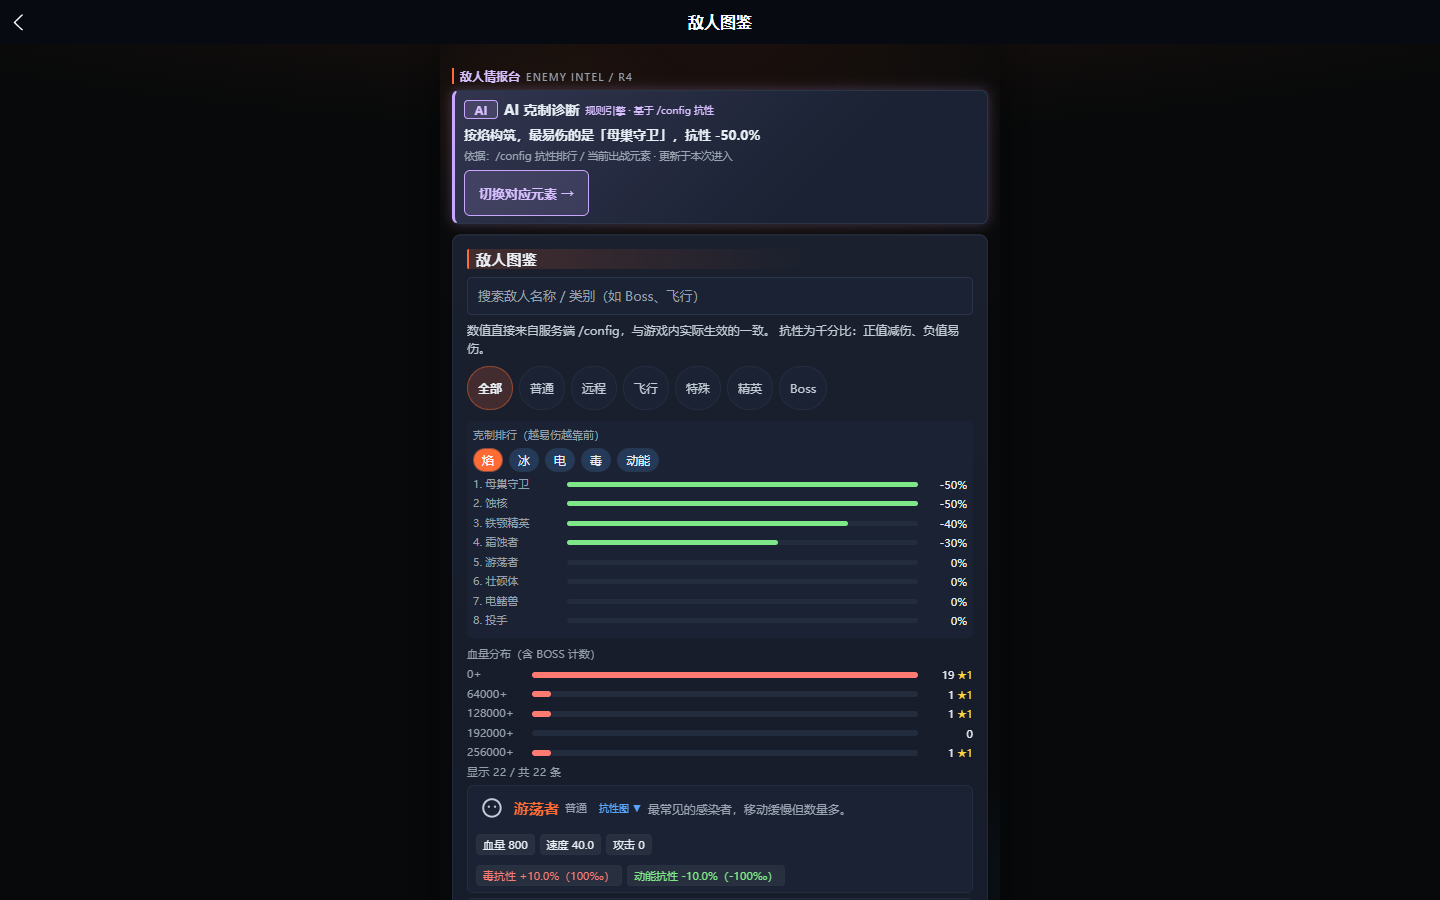 敌人图鉴
敌人情报台 ENEMY INTEL / R4
AI AI 克制诊断 规则引擎 · 基于 /config 抗性
按焰构筑，最易伤的是「母巢守卫」，抗性 -50.0%
依据：/config 抗性排行 / 当前出战元素 · 更新于本次进入
切换对应元素 →
敌人图鉴
搜索敌人名称 / 类别（如 Boss、飞行）
数值直接来自服务端 /config，与游戏内实际生效的一致。 抗性为千分比：正值减伤、负值易
伤。
全部 普通 远程 飞行 特殊 精英 Boss
克制排行（越易伤越靠前）
焰 冰 电 毒 动能
1. 母巢守卫 -50%
2. 蚀核 -50%
3. 铁颚精英 -40%
4. 霜蚀者 -30%
5. 游荡者 0%
6. 壮硕体 0%
7. 电鳍兽 0%
8. 投手 0%
血量分布（含 BOSS 计数）
0+ 19 ★1
64000+ 1 ★1
128000+ 1 ★1
192000+ 0
256000+ 1 ★1
显示 22 / 共 22 条
游荡者 普通 抗性图 ▼ 最常见的感染者，移动缓慢但数量多。
血量 800 速度 40.0 攻击 0
毒抗性 +10.0%（100‰） 动能抗性 -10.0%（-100‰）